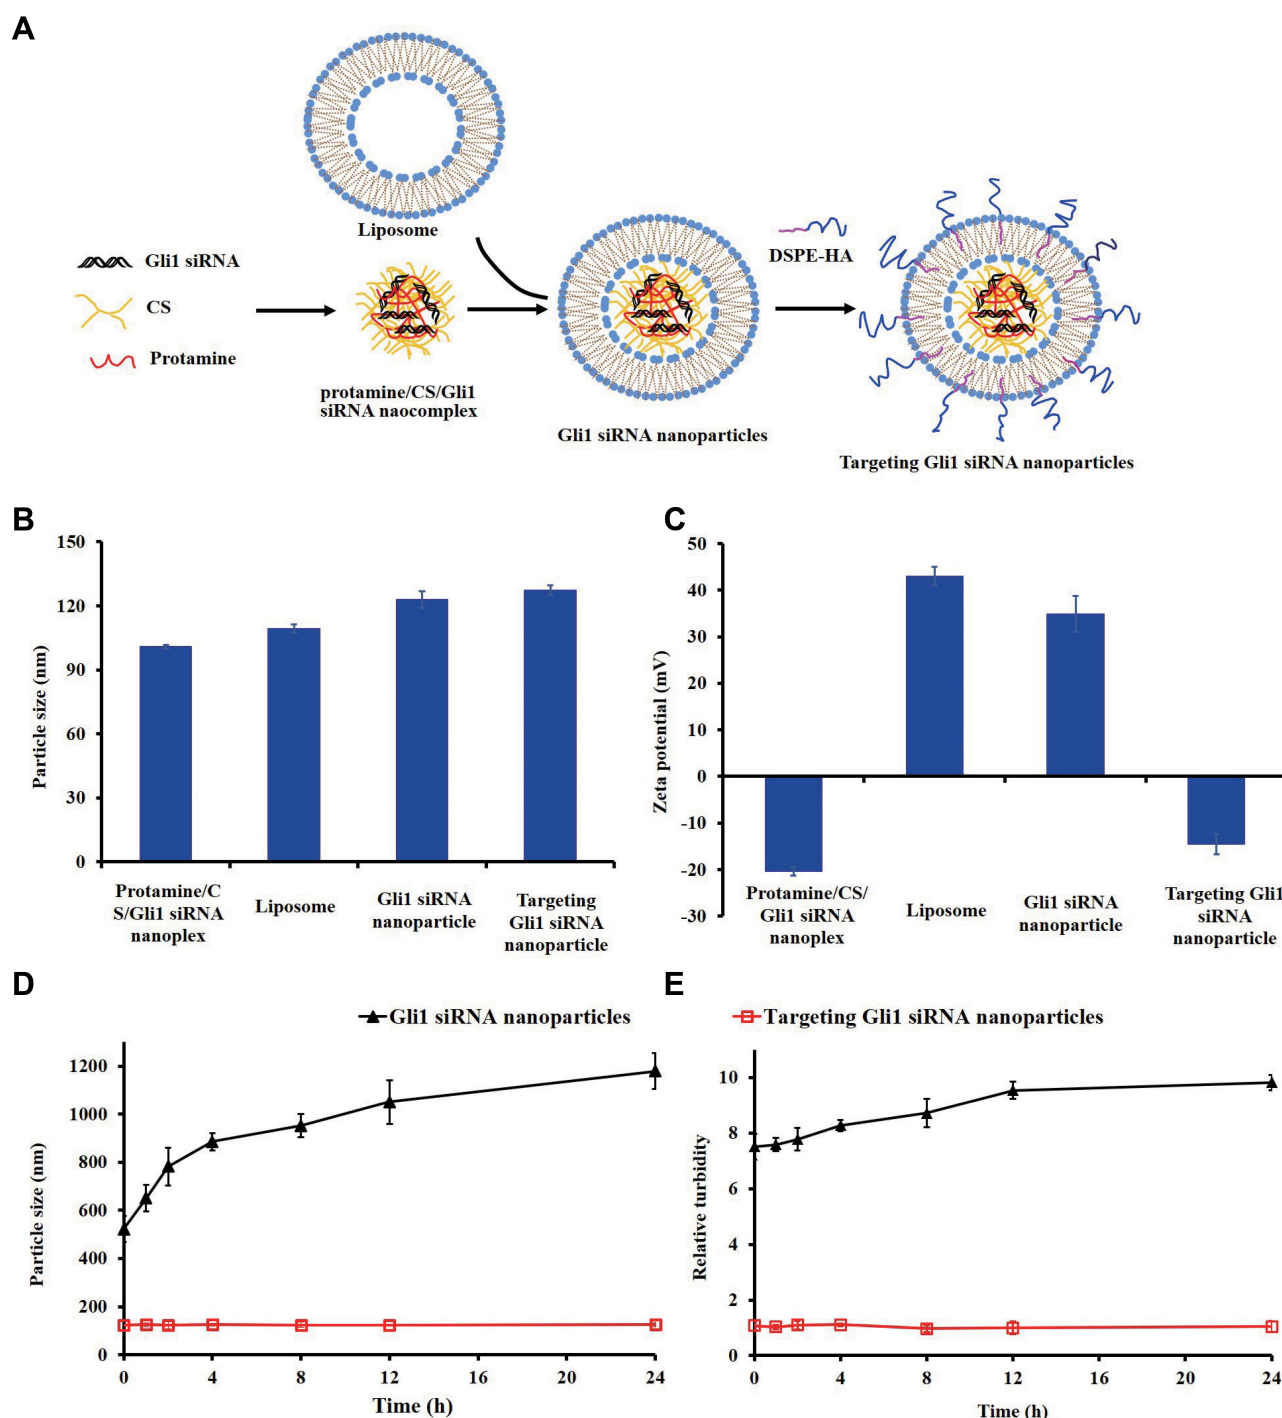 A
Liposome
Gli1 siRNA
CS
Protamine
protamine/CS/Gli1
siRNA naocomplex
Gli1 siRNA nanoparticles
DSPE-HA
Targeting Gli1 siRNA nanoparticles
B
Particle size (nm)
150
120
90
60
30
0
Protamine/C
S/Gli1 siRNA
nanoplex
Liposome
Gli1 siRNA
nanoparticle
Targeting
Gli1 siRNA
nanoparticle
C
Zeta potential (mV)
50
40
30
20
10
0
-10
-20
-30
Protamine/CS/
Gli1 siRNA
nanoplex
Liposome
Gli1 siRNA
nanoparticle
Targeting Gli1
siRNA
nanoparticle
D
Gli1 siRNA nanoparticles
Particle size (nm)
1200
1000
800
600
400
200
0
0 4 8 12 16 20 24
Time (h)
E
Targeting Gli1 siRNA nanoparticles
Relative turbidity
10
8
6
4
2
0
0 4 8 12 16 20 24
Time (h)